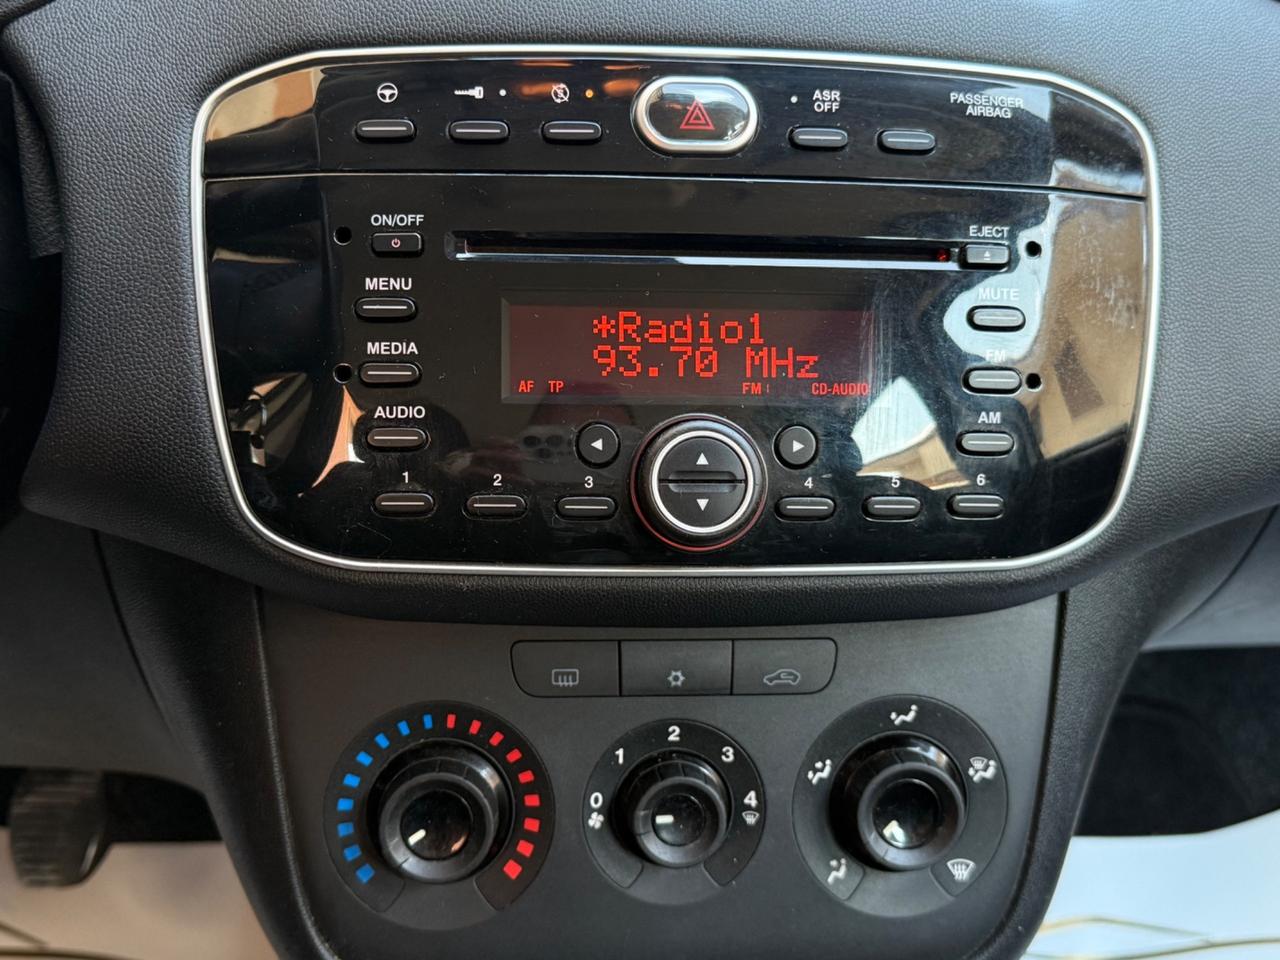 ASR
OFF
PASSENGER
AIRBAG
ON/OFF
EJECT
MENU
MUTE
*Radio1
MEDIA
FM
93.70 MHz
AF TP FM CD-AUDIO
AUDIO
AM
1 2 3 4 5 6
0 1 2 3 4